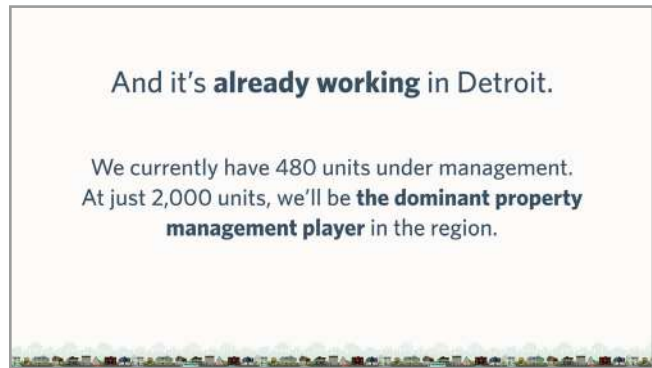 And it's already working in Detroit.
We currently have 480 units under management.
At just 2,000 units, we'll be the dominant property
management player in the region.